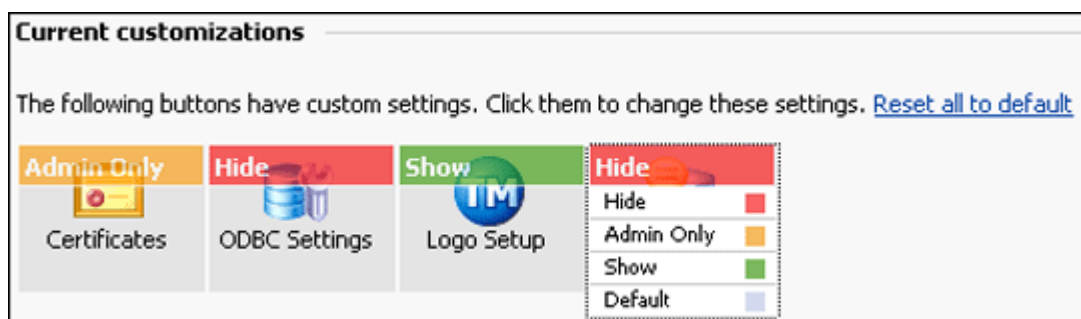 Current customizations
The following buttons have custom settings. Click them to change these settings. Reset all to default
Admin Only
Certificates
Hide
ODBC Settings
Show
TM
Logo Setup
Hide
Hide
Admin Only
Show
Default